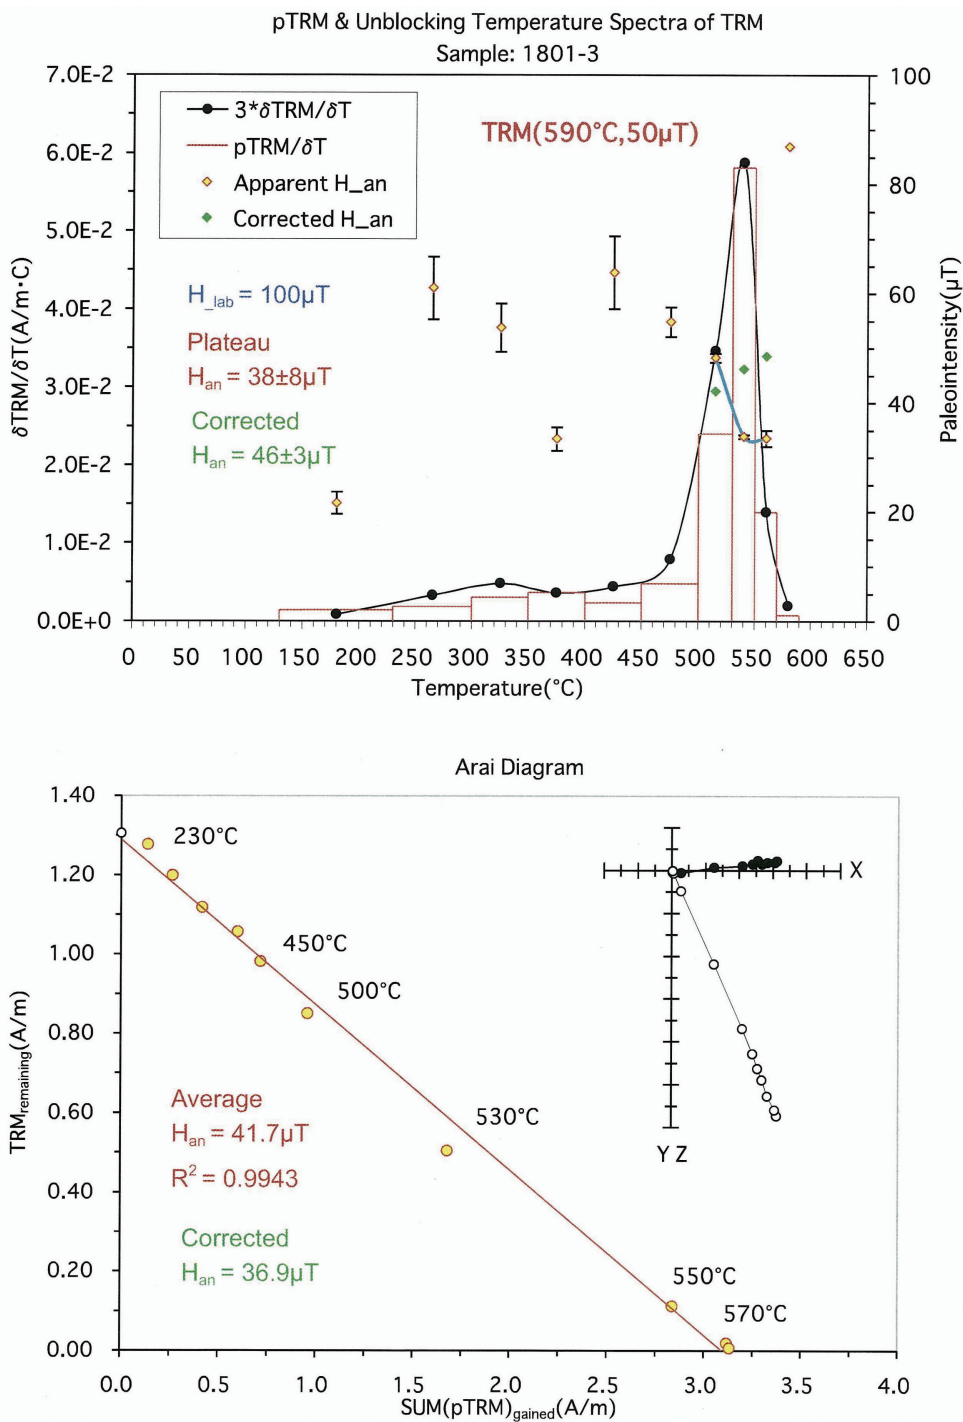 pTRM & Unblocking Temperature Spectra of TRM
Sample: 1801-3
7.0E-2
6.0E-2
5.0E-2
4.0E-2
3.0E-2
2.0E-2
1.0E-2
0.0E+0
δTRM/δT(A/m•C)
3*δTRM/δT
pTRM/δT
Apparent H_an
Corrected H_an
TRM(590°C,50µT)
H_lab = 100µT
Plateau
H_an = 38±8µT
Corrected
H_an = 46±3µT
100
80
60
40
20
0
Paleointensity(µT)
0 50 100 150 200 250 300 350 400 450 500 550 600 650
Temperature(°C)
Arai Diagram
1.40
1.20
1.00
0.80
0.60
0.40
0.20
0.00
TRM_remaining(A/m)
230°C
450°C
500°C
530°C
550°C
570°C
Average
H_an = 41.7µT
R² = 0.9943
Corrected
H_an = 36.9µT
X
Y Z
0.0 0.5 1.0 1.5 2.0 2.5 3.0 3.5 4.0
SUM(pTRM)_gained(A/m)